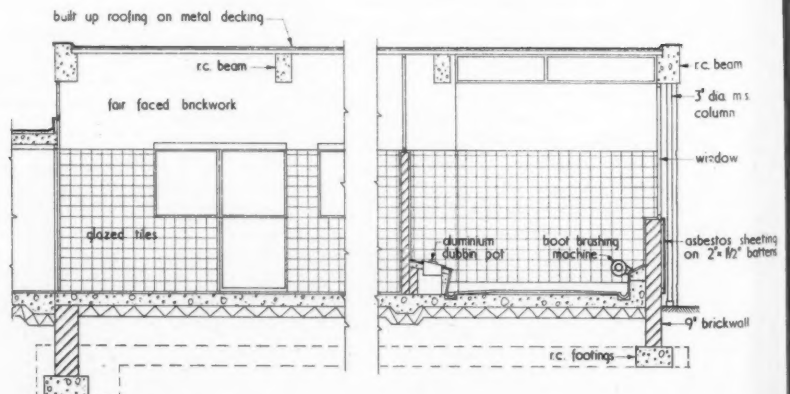 built up roofing on metal decking
r.c. beam
r.c. beam
fair faced brickwork
3" dia. m.s.
column
window
glazed tiles
aluminium
dubbin pot
boot brushing
machine
asbestos sheeting
on 2"× 1½" battens
9" brickwall
r.c. footings